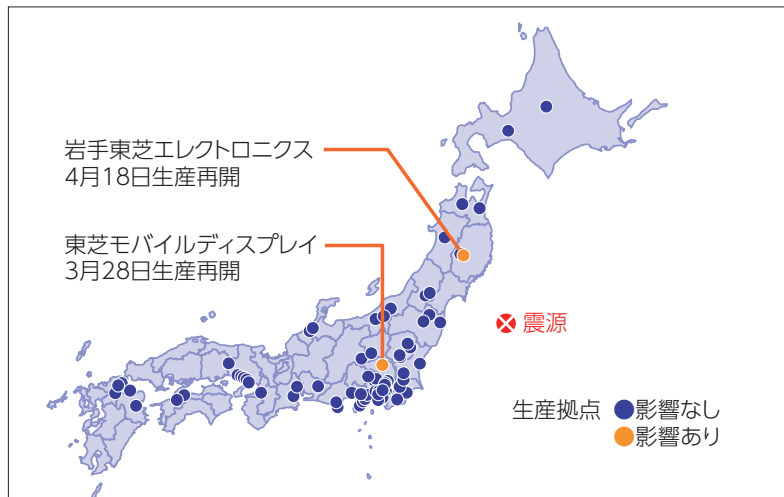 岩手東芝エレクトロニクス
4月18日生産再開
東芝モバイルディスプレイ
3月28日生産再開
震源
生産拠点 影響なし
影響あり